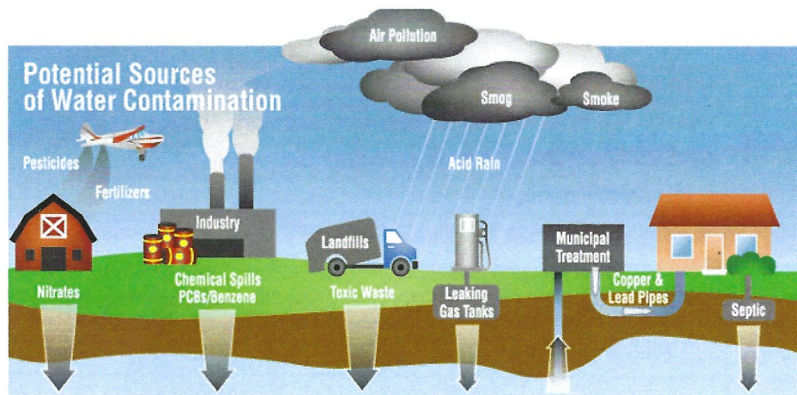 Air Pollution
Potential Sources
of Water Contamination
Smog
Smoke
Pesticides
Acid Rain
Fertilizers
Industry
Landfills
Municipal
Treatment
Nitrates
Chemical Spills
PCBs/Benzene
Toxic Waste
Leaking
Gas Tanks
Copper &
Lead Pipes
Septic